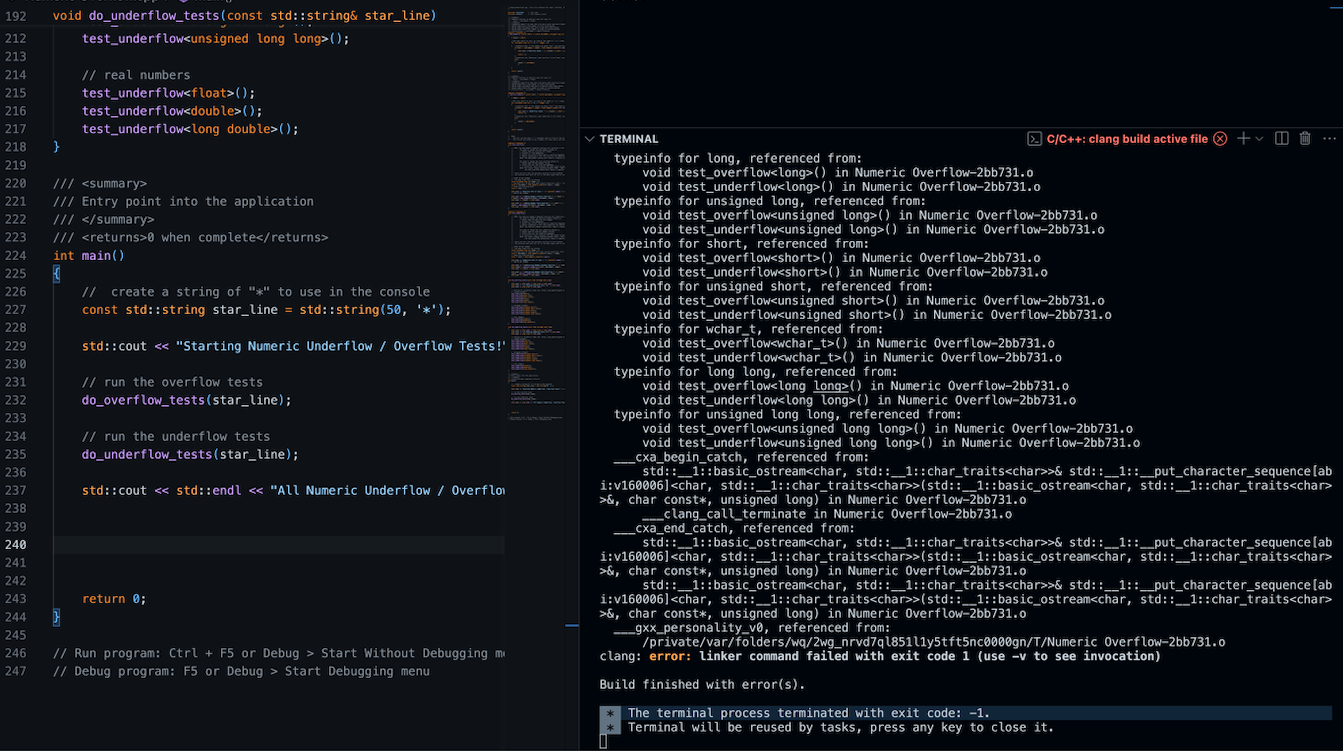 192 void do_underflow_tests(const std::string& star_line)
212 test_underflow<unsigned long long>();
213
214 // real numbers
215 test_underflow<float>();
216 test_underflow<double>();
217 test_underflow<long double>();
218 }
219
220 /// <summary>
221 /// Entry point into the application
222 /// </summary>
223 /// <returns>0 when complete</returns>
224 int main()
225 {
226 //  create a string of "*" to use in the console
227 const std::string star_line = std::string(50, '*');
228
229 std::cout << "Starting Numeric Underflow / Overflow Tests!"
230
231 // run the overflow tests
232 do_overflow_tests(star_line);
233
234 // run the underflow tests
235 do_underflow_tests(star_line);
236
237 std::cout << std::endl << "All Numeric Underflow / Overflow
238
239
240
241
242
243 return 0;
244 }
245
246 // Run program: Ctrl + F5 or Debug > Start Without Debugging me
247 // Debug program: F5 or Debug > Start Debugging menu
TERMINAL
C/C++: clang build active file
typeinfo for long, referenced from:
void test_overflow<long>() in Numeric Overflow-2bb731.o
void test_underflow<long>() in Numeric Overflow-2bb731.o
typeinfo for unsigned long, referenced from:
void test_overflow<unsigned long>() in Numeric Overflow-2bb731.o
void test_underflow<unsigned long>() in Numeric Overflow-2bb731.o
typeinfo for short, referenced from:
void test_overflow<short>() in Numeric Overflow-2bb731.o
void test_underflow<short>() in Numeric Overflow-2bb731.o
typeinfo for unsigned short, referenced from:
void test_overflow<unsigned short>() in Numeric Overflow-2bb731.o
void test_underflow<unsigned short>() in Numeric Overflow-2bb731.o
typeinfo for wchar_t, referenced from:
void test_overflow<wchar_t>() in Numeric Overflow-2bb731.o
void test_underflow<wchar_t>() in Numeric Overflow-2bb731.o
typeinfo for long long, referenced from:
void test_overflow<long long>() in Numeric Overflow-2bb731.o
void test_underflow<long long>() in Numeric Overflow-2bb731.o
typeinfo for unsigned long long, referenced from:
void test_overflow<unsigned long long>() in Numeric Overflow-2bb731.o
void test_underflow<unsigned long long>() in Numeric Overflow-2bb731.o
___cxa_begin_catch, referenced from:
std::__1::basic_ostream<char, std::__1::char_traits<char>>& std::__1::__put_character_sequence[ab
i:v160006]<char, std::__1::char_traits<char>>(std::__1::basic_ostream<char, std::__1::char_traits<char>
>&, char const*, unsigned long) in Numeric Overflow-2bb731.o
___clang_call_terminate in Numeric Overflow-2bb731.o
___cxa_end_catch, referenced from:
std::__1::basic_ostream<char, std::__1::char_traits<char>>& std::__1::__put_character_sequence[ab
i:v160006]<char, std::__1::char_traits<char>>(std::__1::basic_ostream<char, std::__1::char_traits<char>
>&, char const*, unsigned long) in Numeric Overflow-2bb731.o
std::__1::basic_ostream<char, std::__1::char_traits<char>>& std::__1::__put_character_sequence[ab
i:v160006]<char, std::__1::char_traits<char>>(std::__1::basic_ostream<char, std::__1::char_traits<char>
>&, char const*, unsigned long) in Numeric Overflow-2bb731.o
___gxx_personality_v0, referenced from:
/private/var/folders/wq/2wg_nrvd7ql851l1y5tft5nc0000gn/T/Numeric Overflow-2bb731.o
clang: error: linker command failed with exit code 1 (use -v to see invocation)
Build finished with error(s).
* The terminal process terminated with exit code: -1.
* Terminal will be reused by tasks, press any key to close it.